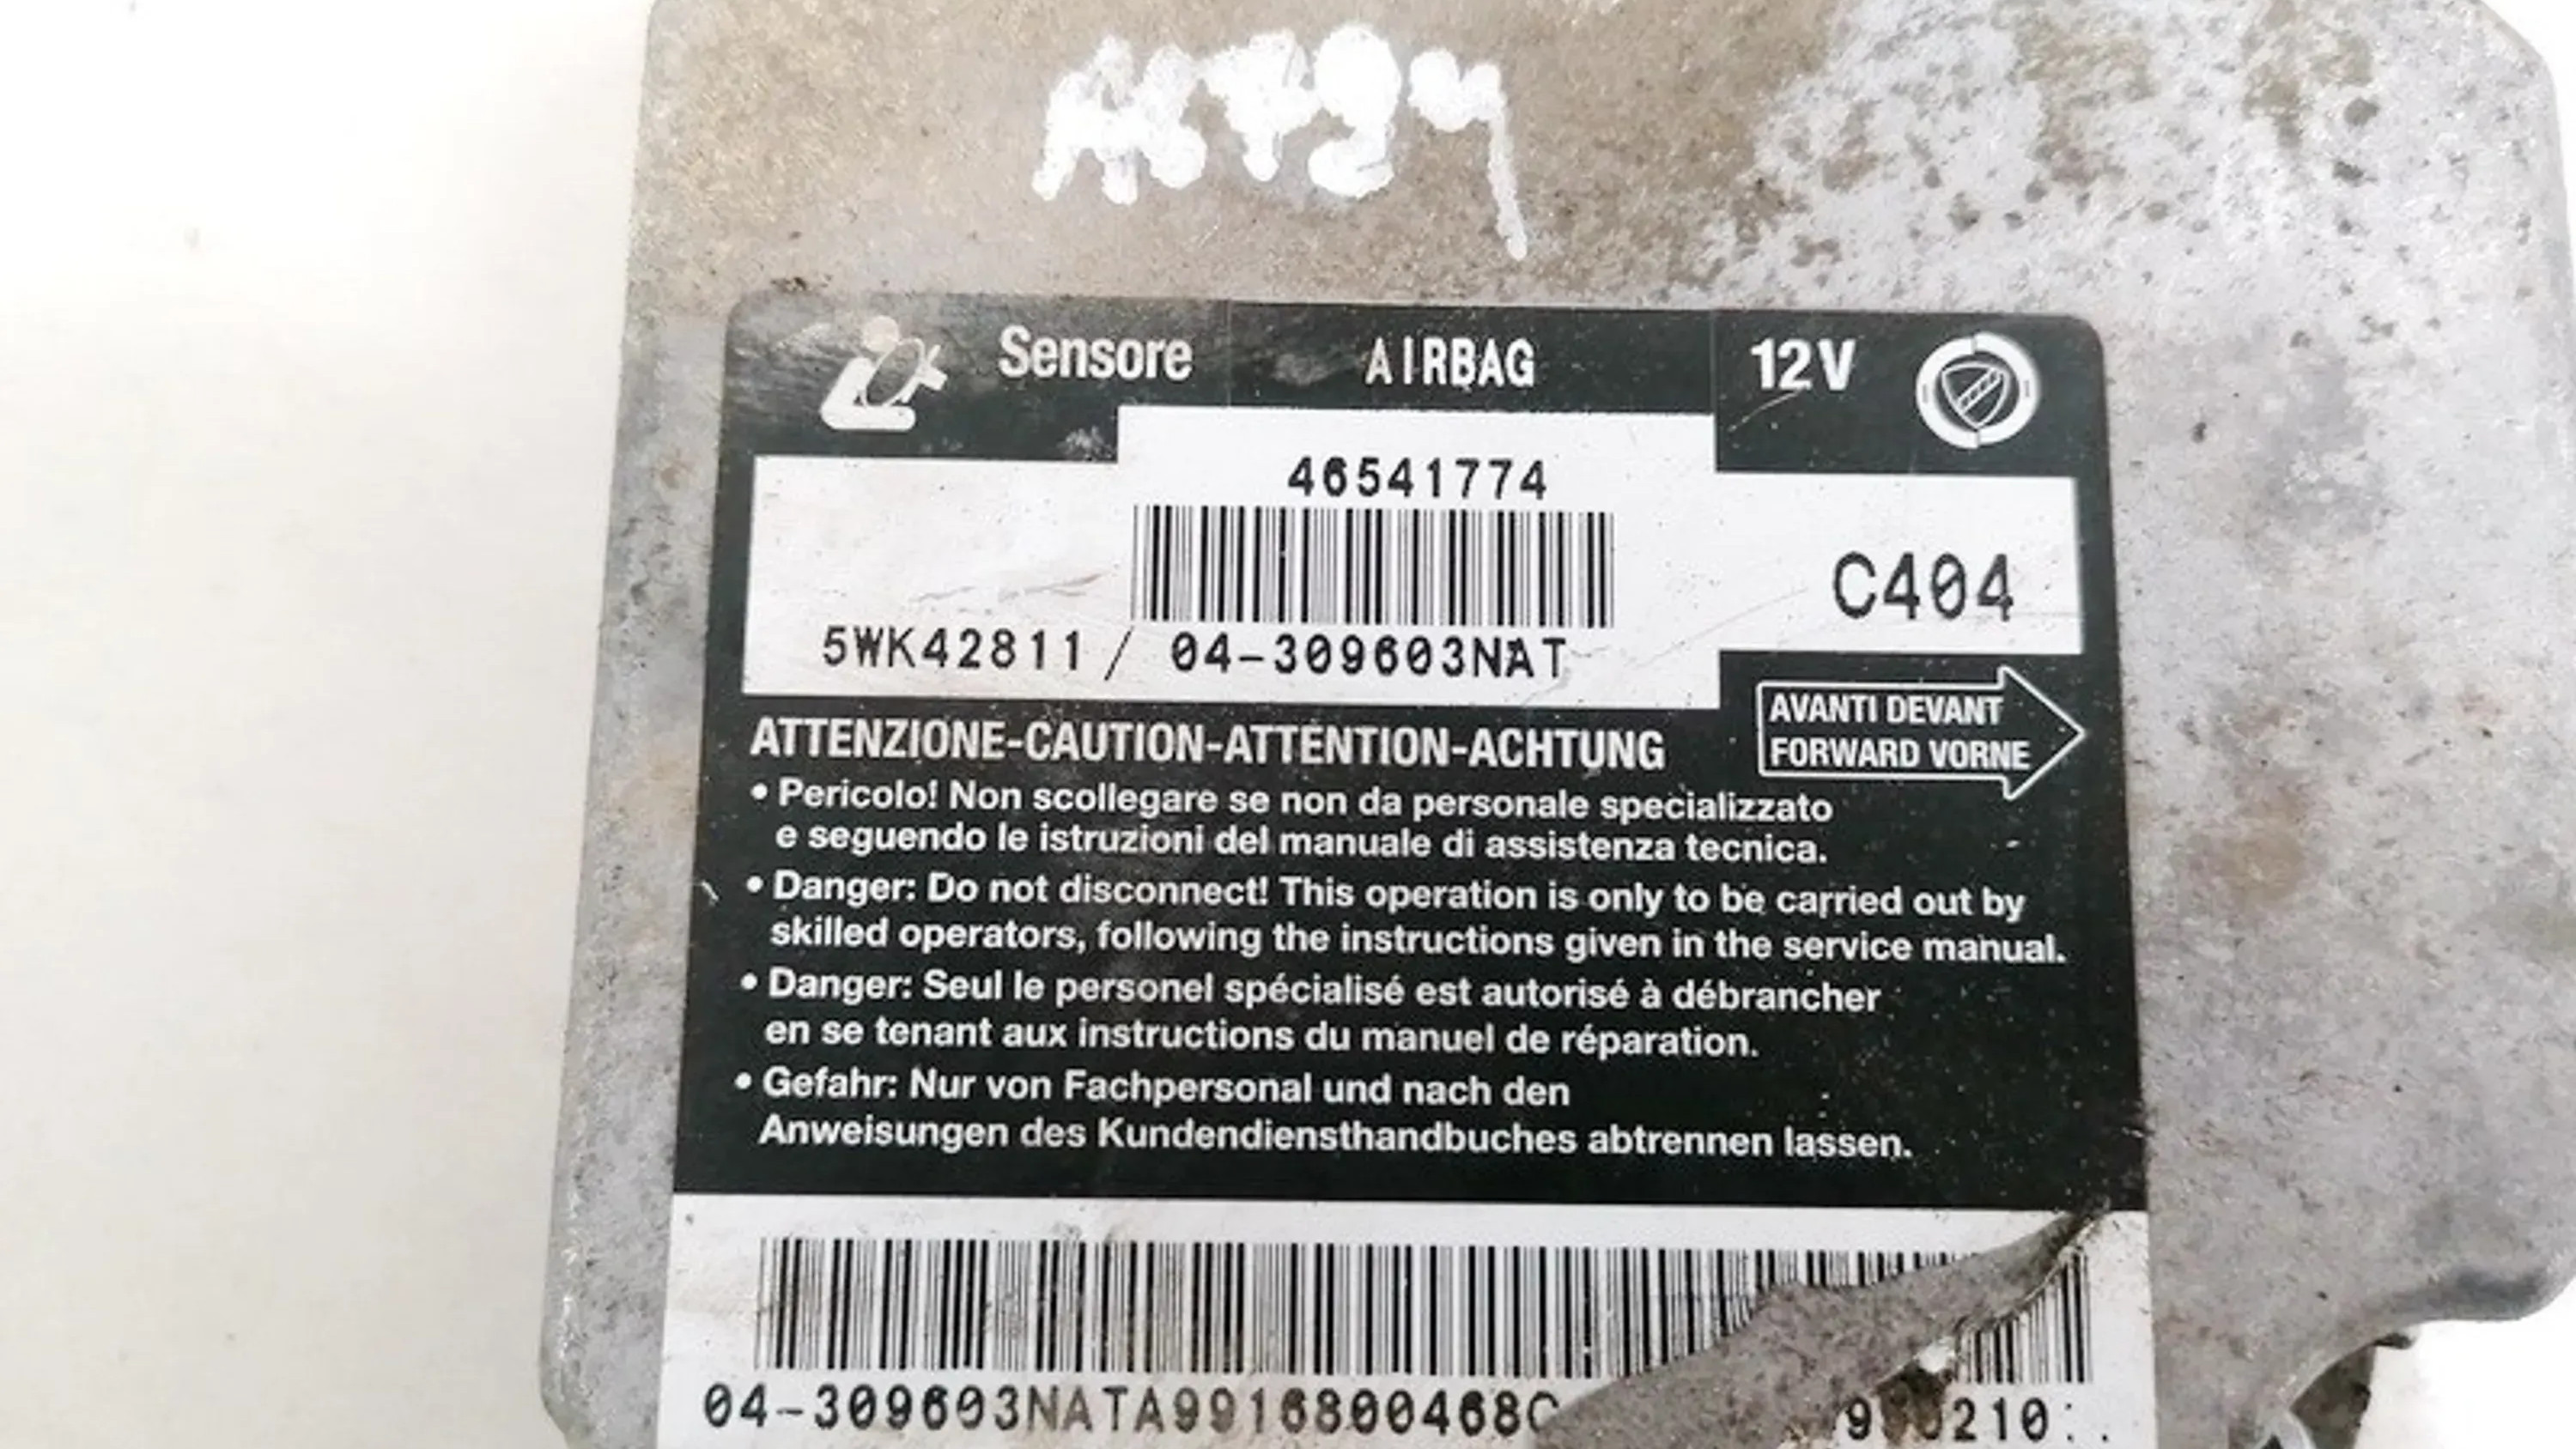 Sensore AIRBAG 12V
46541774
C404
5WK42811 / 04-309603NAT
AVANTI DEVANT
FORWARD VORNE
ATTENZIONE-CAUTION-ATTENTION-ACHTUNG
• Pericolo! Non scollegare se non da personale specializzato
e seguendo le istruzioni del manuale di assistenza tecnica.
• Danger: Do not disconnect! This operation is only to be carried out by
skilled operators, following the instructions given in the service manual.
• Danger: Seul le personel spécialisé est autorisé à débrancher
en se tenant aux instructions du manuel de réparation.
• Gefahr: Nur von Fachpersonal und nach den
Anweisungen des Kundendiensthandbuches abtrennen lassen.